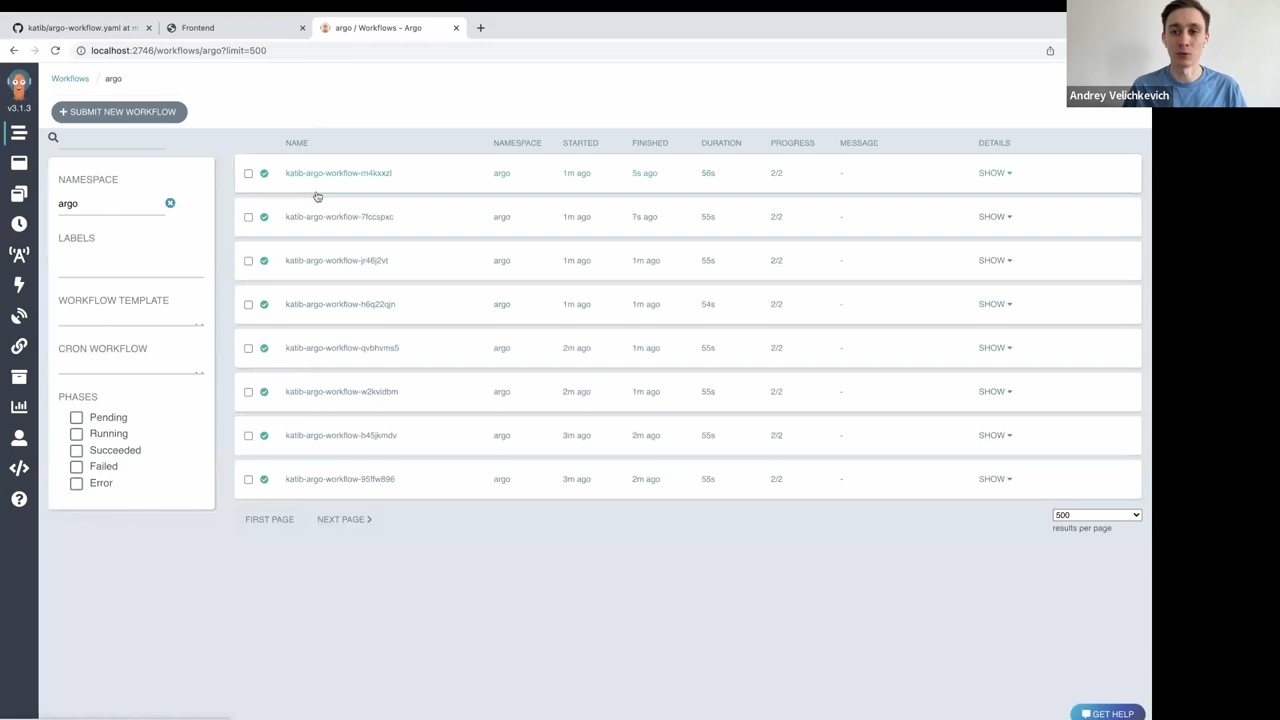 katib/argo-workflow.yaml at m
Frontend
argo / Workflows - Argo
localhost:2746/workflows/argo?limit=500
Andrey Velichkevich
v3.1.3
Workflows / argo
+ SUBMIT NEW WORKFLOW
NAMESPACE
argo
LABELS
WORKFLOW TEMPLATE
CRON WORKFLOW
PHASES
Pending
Running
Succeeded
Failed
Error
NAME NAMESPACE STARTED FINISHED DURATION PROGRESS MESSAGE DETAILS
katib-argo-workflow-rn4kxxzl argo 1m ago 5s ago 56s 2/2 - SHOW
katib-argo-workflow-7fccspxc argo 1m ago 7s ago 55s 2/2 - SHOW
katib-argo-workflow-jr46j2vt argo 1m ago 1m ago 55s 2/2 - SHOW
katib-argo-workflow-h6q22qjn argo 1m ago 1m ago 54s 2/2 - SHOW
katib-argo-workflow-qvbhvms5 argo 2m ago 1m ago 55s 2/2 - SHOW
katib-argo-workflow-w2kvldbm argo 2m ago 1m ago 55s 2/2 - SHOW
katib-argo-workflow-b45jkmdv argo 3m ago 2m ago 55s 2/2 - SHOW
katib-argo-workflow-95ffw896 argo 3m ago 2m ago 55s 2/2 - SHOW
FIRST PAGE NEXT PAGE
500
results per page
GET HELP